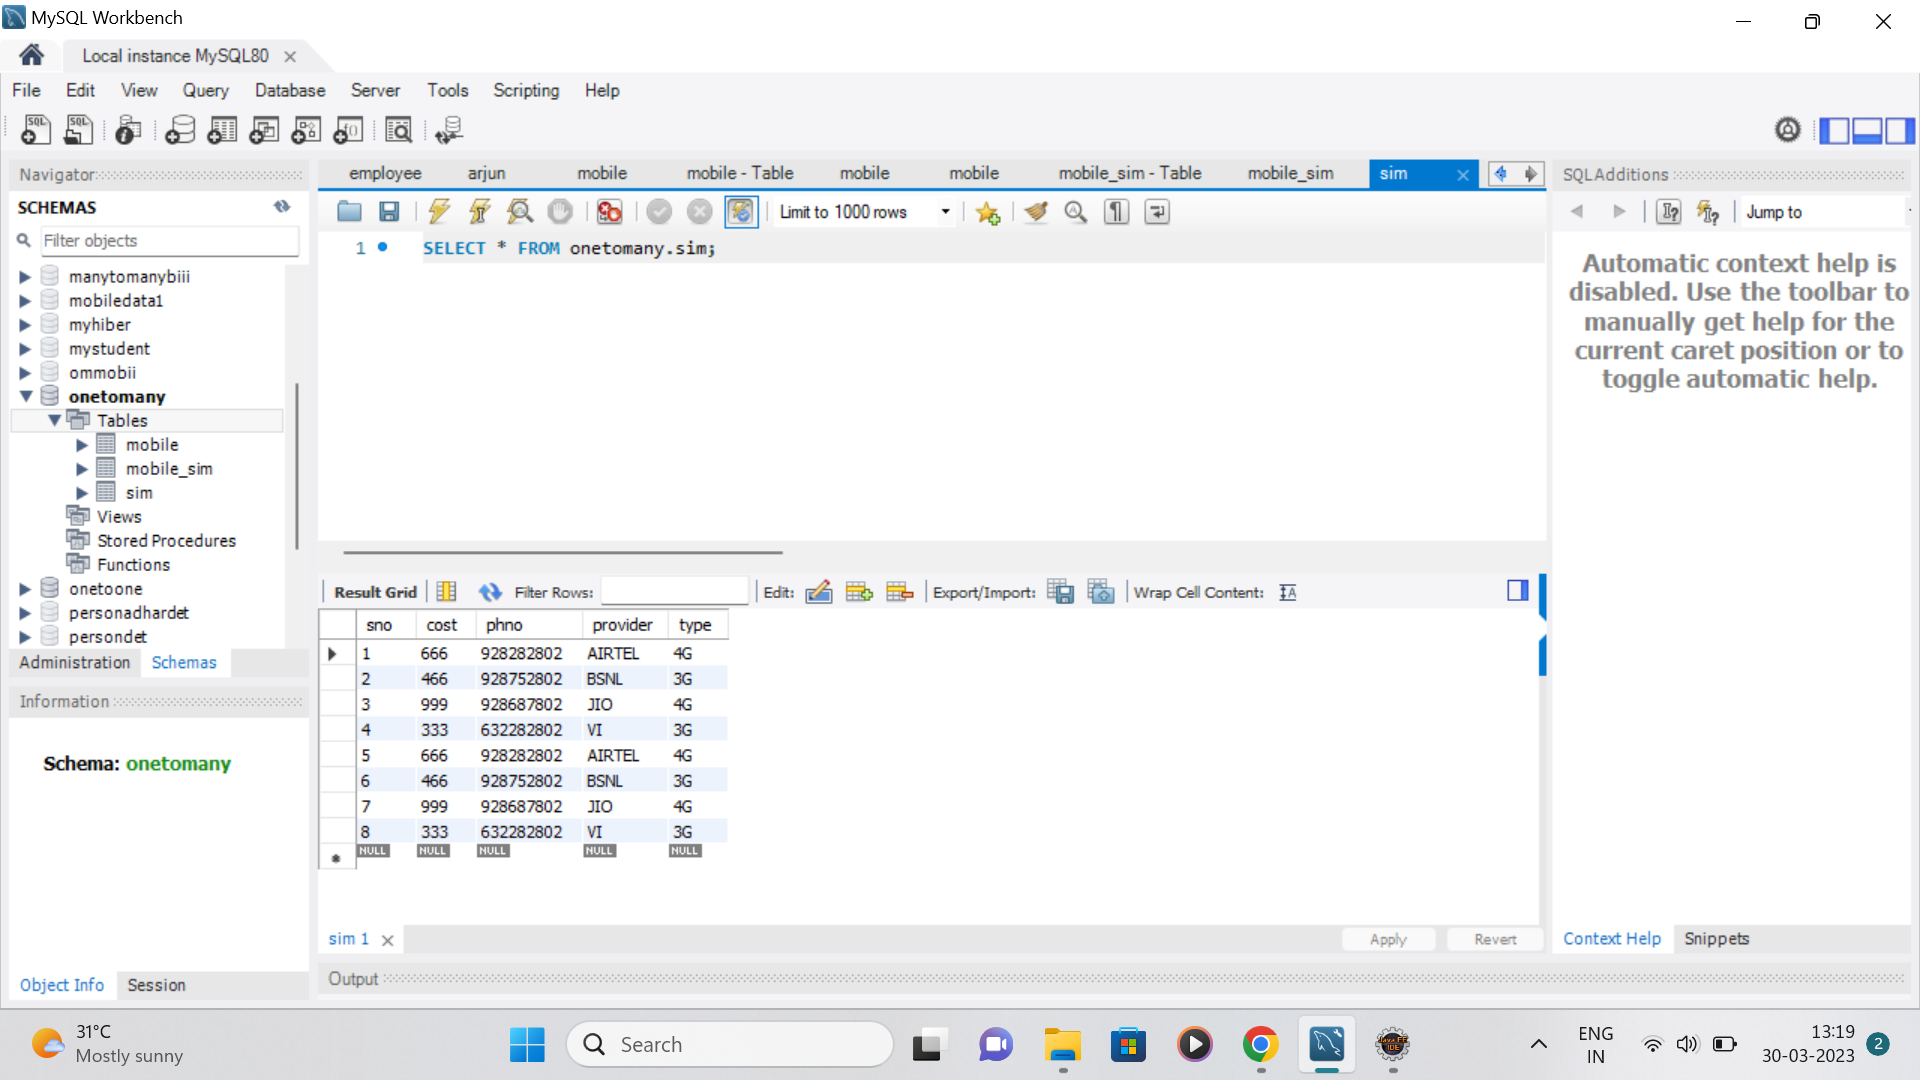 MySQL Workbench
Local instance MySQL80
File Edit View Query Database Server Tools Scripting Help
Navigator
SCHEMAS
Filter objects
manytomanybiii
mobiledata1
myhiber
mystudent
ommobii
onetomany
Tables
mobile
mobile_sim
sim
Views
Stored Procedures
Functions
onetoone
personadhardet
persondet
Administration Schemas
Information
Schema: onetomany
Object Info Session
employee arjun mobile mobile - Table mobile mobile mobile_sim - Table mobile_sim sim
Limit to 1000 rows
1 SELECT * FROM onetomany.sim;
Result Grid Filter Rows: Edit: Export/Import: Wrap Cell Content:
sno cost phno provider type
1 666 928282802 AIRTEL 4G
2 466 928752802 BSNL 3G
3 999 928687802 JIO 4G
4 333 632282802 VI 3G
5 666 928282802 AIRTEL 4G
6 466 928752802 BSNL 3G
7 999 928687802 JIO 4G
8 333 632282802 VI 3G
NULL NULL NULL NULL NULL
sim 1
Apply Revert
Output
SQLAdditions
Jump to
Automatic context help is
disabled. Use the toolbar to
manually get help for the
current caret position or to
toggle automatic help.
Context Help Snippets
31°C
Mostly sunny
Search
ENG
IN
13:19
30-03-2023
2